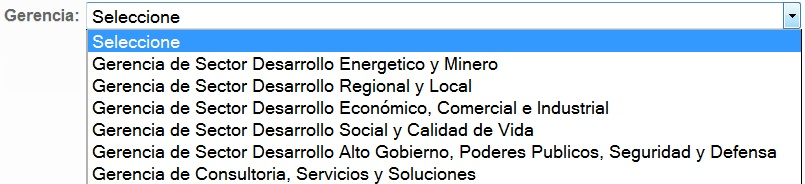 Gerencia: Seleccione
Seleccione
Gerencia de Sector Desarrollo Energetico y Minero
Gerencia de Sector Desarrollo Regional y Local
Gerencia de Sector Desarrollo Económico, Comercial e Industrial
Gerencia de Sector Desarrollo Social y Calidad de Vida
Gerencia de Sector Desarrollo Alto Gobierno, Poderes Publicos, Seguridad y Defensa
Gerencia de Consultoria, Servicios y Soluciones